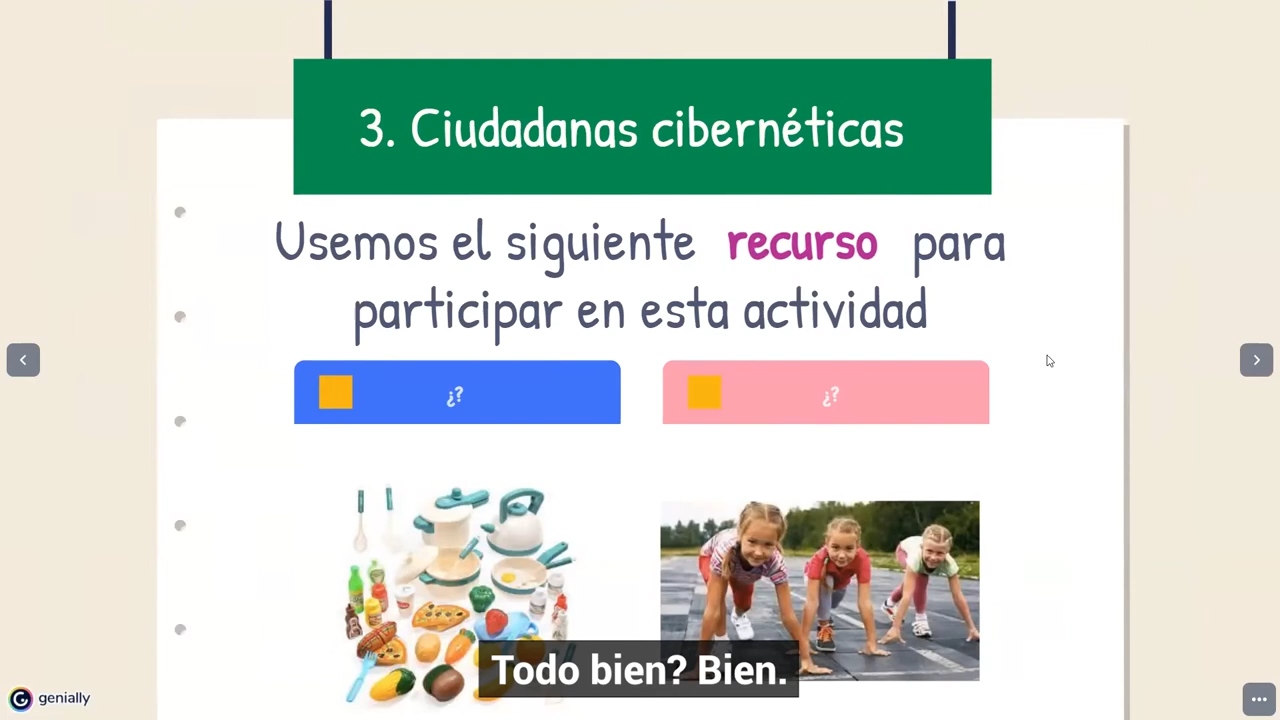 3. Ciudadanas cibernéticas
Usemos el siguiente recurso para
participar en esta actividad
¿?
¿?
Todo bien? Bien.
genially